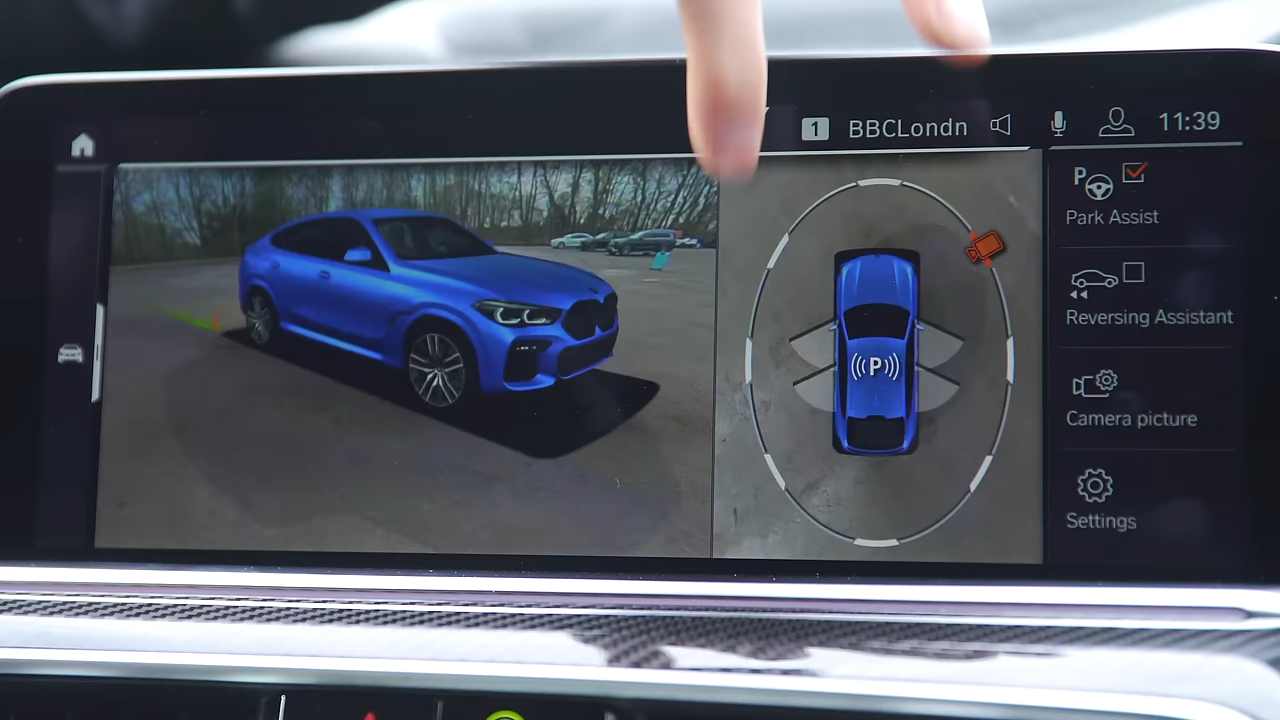 1 BBCLondn 11:39
P
Park Assist
Reversing Assistant
Camera picture
Settings
P